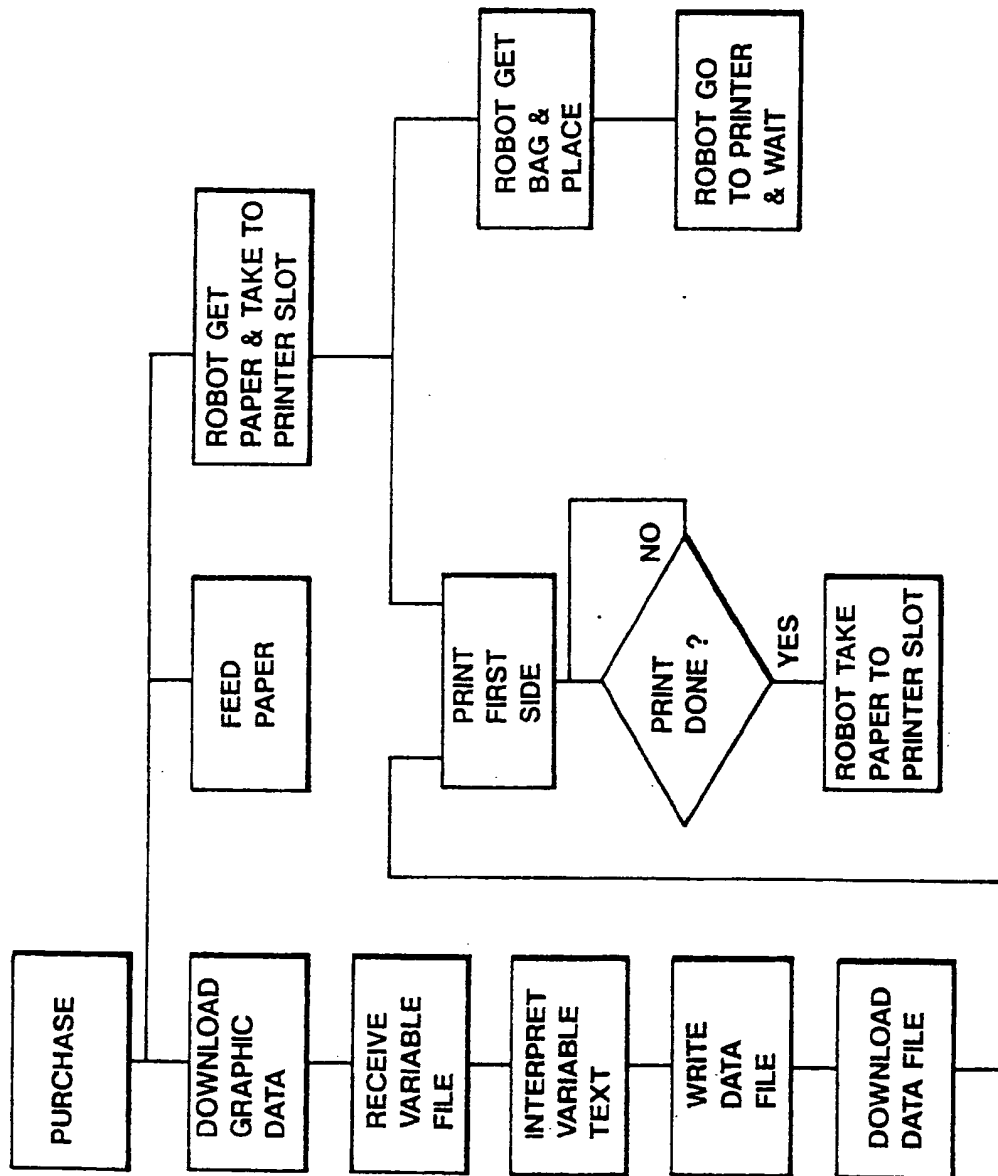 PURCHASE
DOWNLOAD
GRAPHIC
DATA
RECEIVE
VARIABLE
FILE
INTERPRET
VARIABLE
TEXT
WRITE
DATA
FILE
DOWNLOAD
DATA FILE
FEED
PAPER
ROBOT GET
PAPER & TAKE TO
PRINTER SLOT
PRINT
FIRST
SIDE
PRINT
DONE ?
NO
YES
ROBOT TAKE
PAPER TO
PRINTER SLOT
ROBOT GET
BAG &
PLACE
ROBOT GO
TO PRINTER
& WAIT